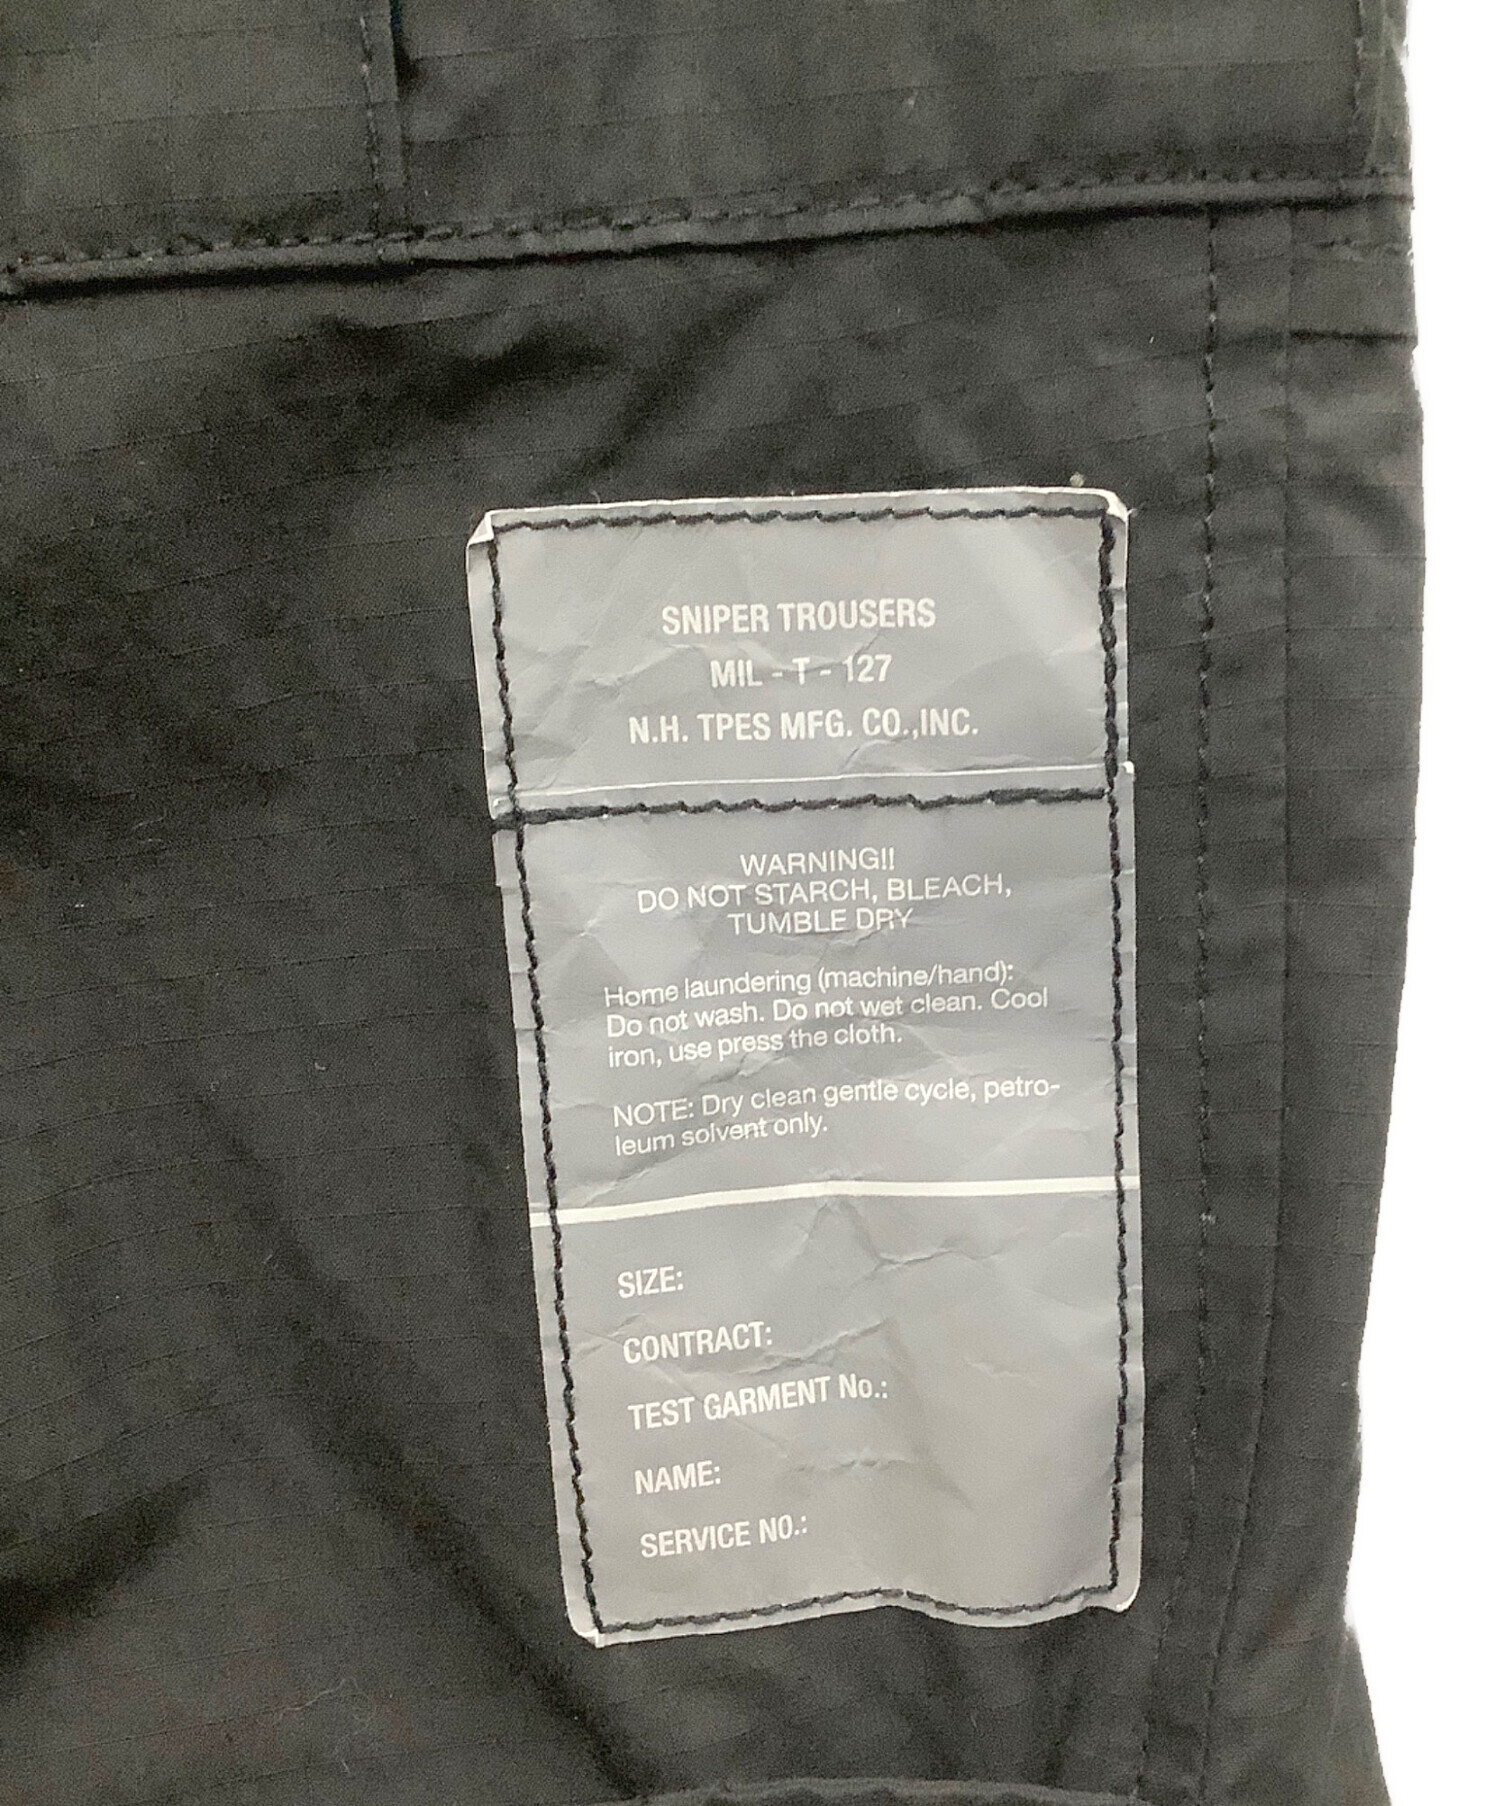 SNIPER TROUSERS
MIL - T - 127
N.H. TPES MFG. CO.,INC.
WARNING!!
DO NOT STARCH, BLEACH,
TUMBLE DRY
Home laundering (machine/hand):
Do not wash. Do not wet clean. Cool
iron, use press the cloth.
NOTE: Dry clean gentle cycle, petro-
leum solvent only.
SIZE:
CONTRACT:
TEST GARMENT No.:
NAME:
SERVICE NO.: